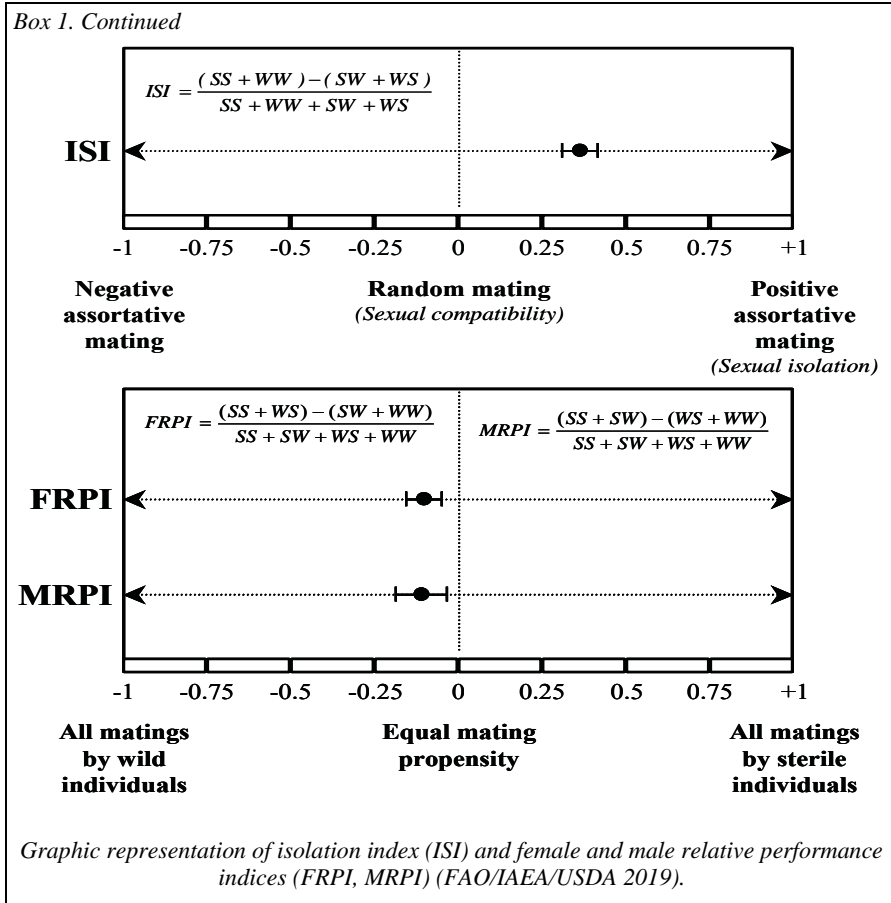 Box 1. Continued
ISI = (SS + WW) − (SW + WS) / SS + WW + SW + WS
ISI
-1 -0.75 -0.5 -0.25 0 0.25 0.5 0.75 +1
Negative assortative mating
Random mating
(Sexual compatibility)
Positive assortative mating
(Sexual isolation)
FRPI = (SS + WS) − (SW + WW) / SS + SW + WS + WW
MRPI = (SS + SW) − (WS + WW) / SS + SW + WS + WW
FRPI
MRPI
-1 -0.75 -0.5 -0.25 0 0.25 0.5 0.75 +1
All matings by wild individuals
Equal mating propensity
All matings by sterile individuals
Graphic representation of isolation index (ISI) and female and male relative performance
indices (FRPI, MRPI) (FAO/IAEA/USDA 2019).